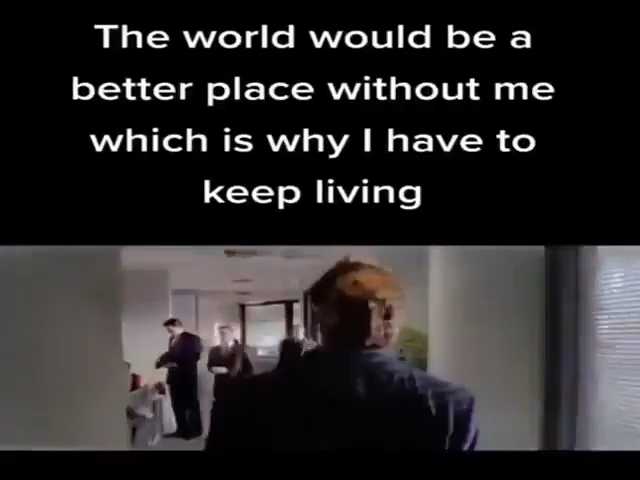 The world would be a
better place without me
which is why I have to
keep living